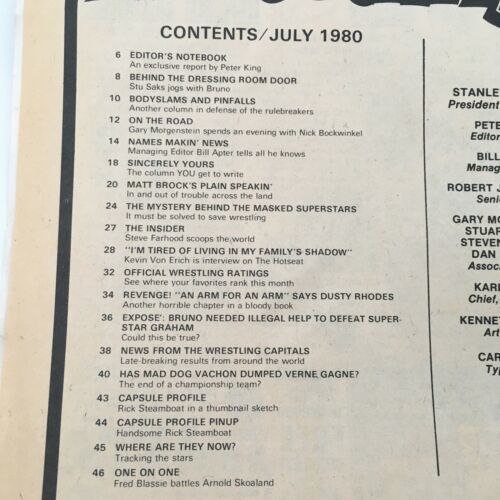 CONTENTS/JULY 1980
6 EDITOR'S NOTEBOOK
An exclusive report by Peter King
8 BEHIND THE DRESSING ROOM DOOR
Stu Saks jogs with Bruno
10 BODYSLAMS AND PINFALLS
Another column in defense of the rulebreakers
12 ON THE ROAD
Gary Morgenstein spends an evening with Nick Bockwinkel
14 NAMES MAKIN' NEWS
Managing Editor Bill Apter tells all he knows
18 SINCERELY YOURS
The column YOU get to write
20 MATT BROCK'S PLAIN SPEAKIN'
In and out of trouble across the land
24 THE MYSTERY BEHIND THE MASKED SUPERSTARS
It must be solved to save wrestling
27 THE INSIDER
Steve Farhood scoops the world
28 "I'M TIRED OF LIVING IN MY FAMILY'S SHADOW"
Kevin Von Erich is interview on The Hotseat
32 OFFICIAL WRESTLING RATINGS
See where your favorites rank this month
34 REVENGE! "AN ARM FOR AN ARM" SAYS DUSTY RHODES
Another horrible chapter in a bloody book
36 EXPOSE': BRUNO NEEDED ILLEGAL HELP TO DEFEAT SUPER-
STAR GRAHAM
Could this be true?
38 NEWS FROM THE WRESTLING CAPITALS
Late-breaking results from around the world
40 HAS MAD DOG VACHON DUMPED VERNE GAGNE?
The end of a championship team?
43 CAPSULE PROFILE
Rick Steamboat in a thumbnail sketch
44 CAPSULE PROFILE PINUP
Handsome Rick Steamboat
45 WHERE ARE THEY NOW?
Tracking the stars
46 ONE ON ONE
Fred Blassie battles Arnold Skoaland
STANLE
President
PETE
Editor
BILL
Manag
ROBERT J
Senio
GARY MO
STUAR
STEVEN
DAN
Assoc
KARI
Chief,
KENNET
Art
CAR
Typ